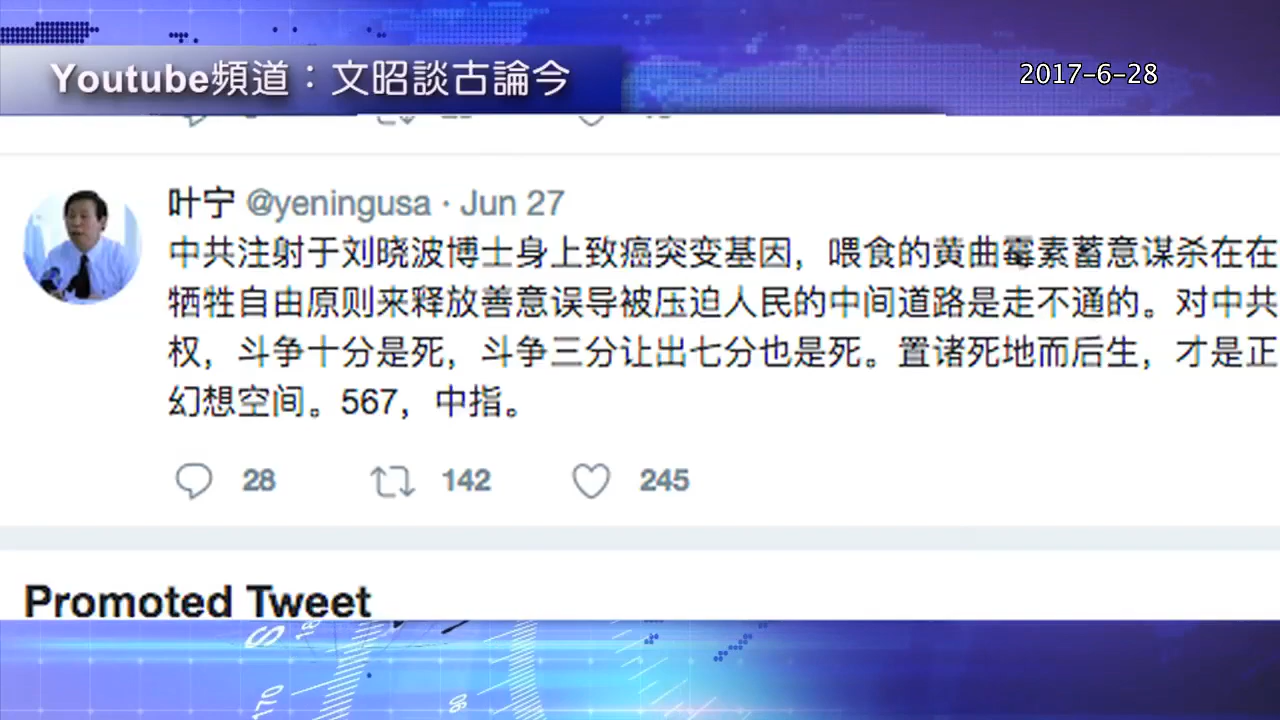 Youtube頻道：文昭談古論今
2017-6-28
叶宁 @yeningusa · Jun 27
中共注射于刘晓波博士身上致癌突变基因，喂食的黄曲霉素蓄意谋杀在在
牺牲自由原则来释放善意误导被压迫人民的中间道路是走不通的。对中共
权，斗争十分是死，斗争三分让出七分也是死。置诸死地而后生，才是正
幻想空间。567，中指。
28 142 245
Promoted Tweet
170